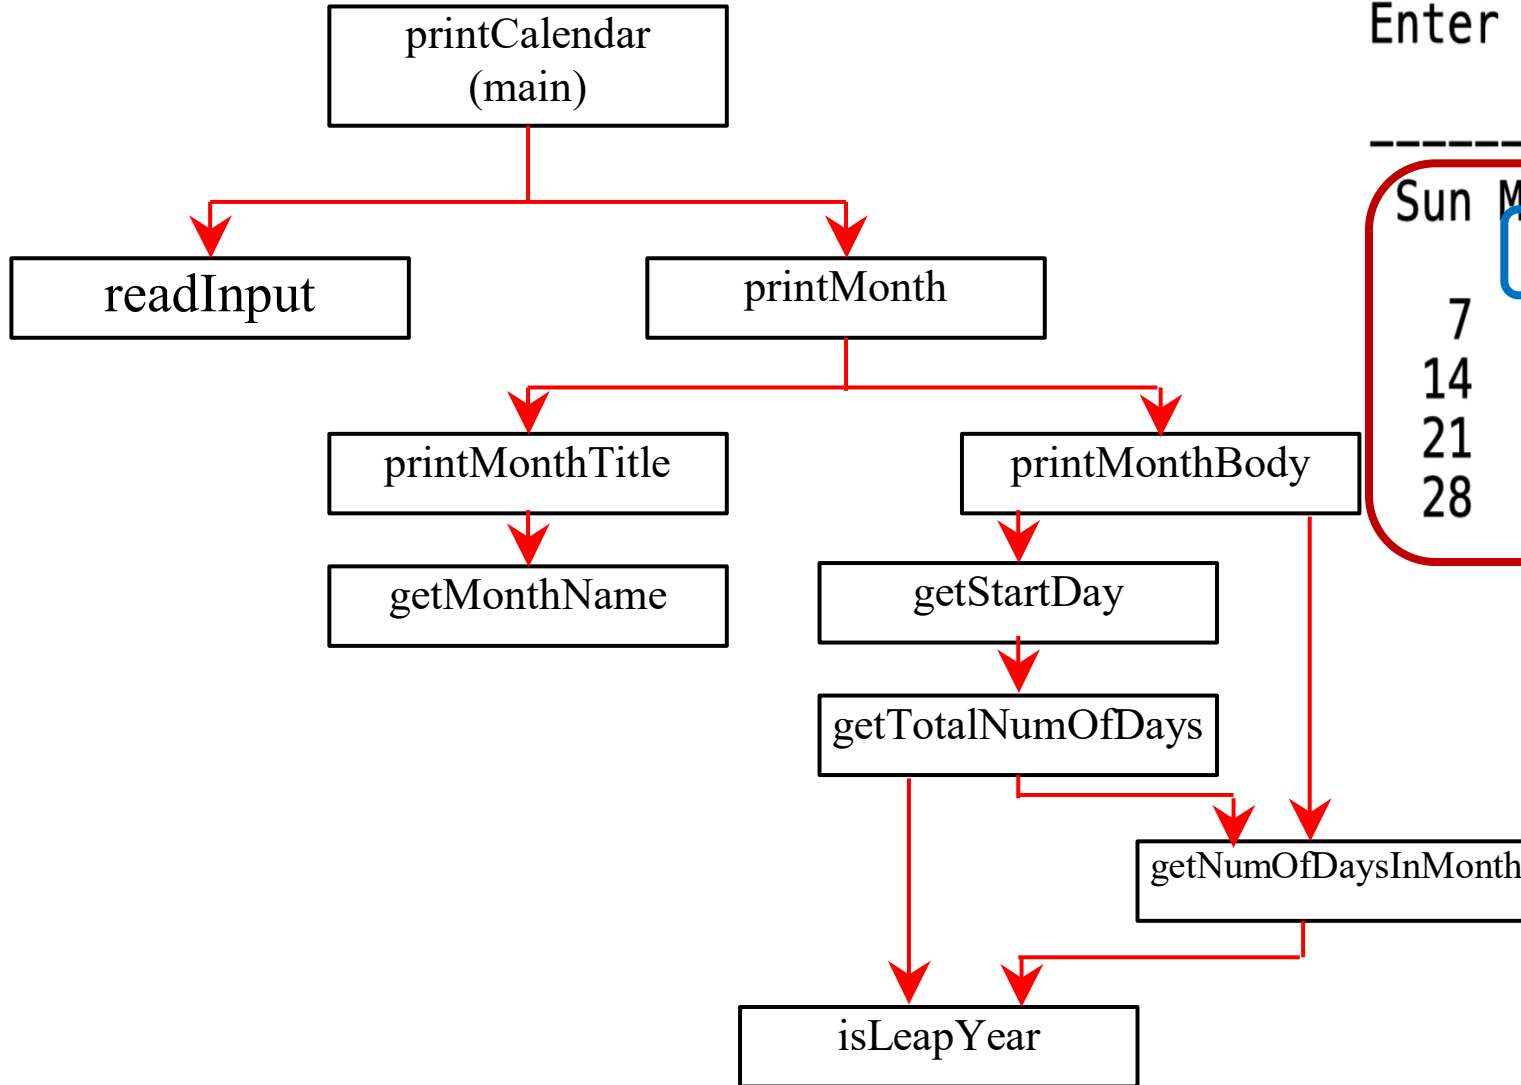 printCalendar
(main)
readInput
printMonth
printMonthTitle
printMonthBody
getMonthName
getStartDay
getTotalNumOfDays
getNumOfDaysInMonth
isLeapYear
Enter
-------
Sun M
7
14
21
28